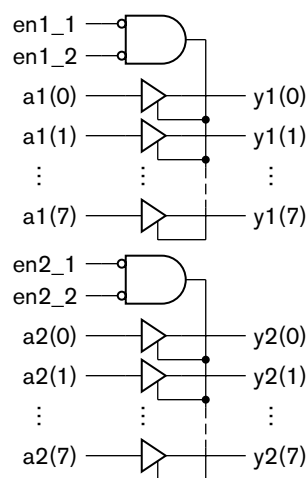 en1_1
en1_2
a1(0) y1(0)
a1(1) y1(1)
⋮ ⋮ ⋮
a1(7) y1(7)
en2_1
en2_2
a2(0) y2(0)
a2(1) y2(1)
⋮ ⋮ ⋮
a2(7) y2(7)